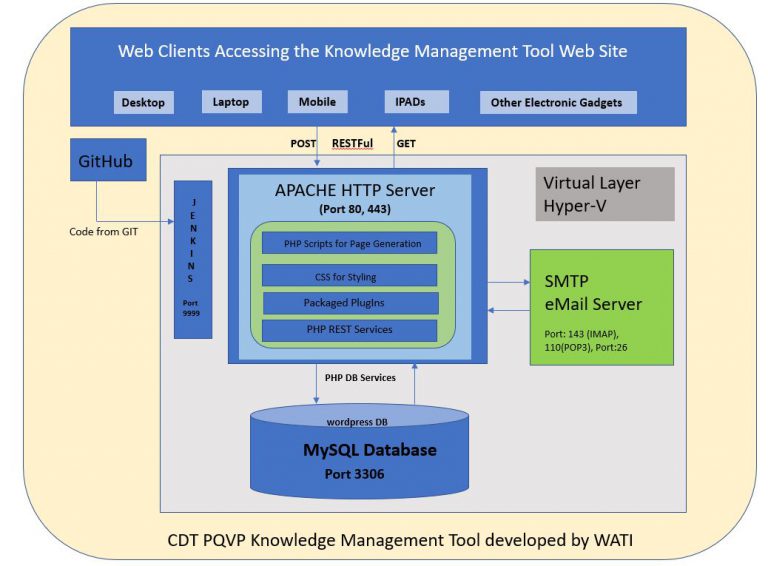 Web Clients Accessing the Knowledge Management Tool Web Site
Desktop
Laptop
Mobile
IPADs
Other Electronic Gadgets
POST
RESTFul
GET
GitHub
Code from GIT
JENKINS
Port
9999
APACHE HTTP Server
(Port 80, 443)
PHP Scripts for Page Generation
CSS for Styling
Packaged PlugIns
PHP REST Services
Virtual Layer
Hyper-V
SMTP
eMail Server
Port: 143 (IMAP),
110(POP3), Port:26
PHP DB Services
wordpress DB
MySQL Database
Port 3306
CDT PQVP Knowledge Management Tool developed by WATI